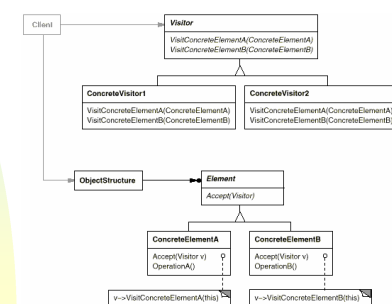 Client
Visitor
VisitConcreteElementA(ConcreteElementA)
VisitConcreteElementB(ConcreteElementB)
ConcreteVisitor1
VisitConcreteElementA(ConcreteElementA)
VisitConcreteElementB(ConcreteElementB)
ConcreteVisitor2
VisitConcreteElementA(ConcreteElementA)
VisitConcreteElementB(ConcreteElementB)
ObjectStructure
Element
Accept(Visitor)
ConcreteElementA
Accept(Visitor v)
OperationA()
ConcreteElementB
Accept(Visitor v)
OperationB()
v->VisitConcreteElementA(this)
v->VisitConcreteElementB(this)